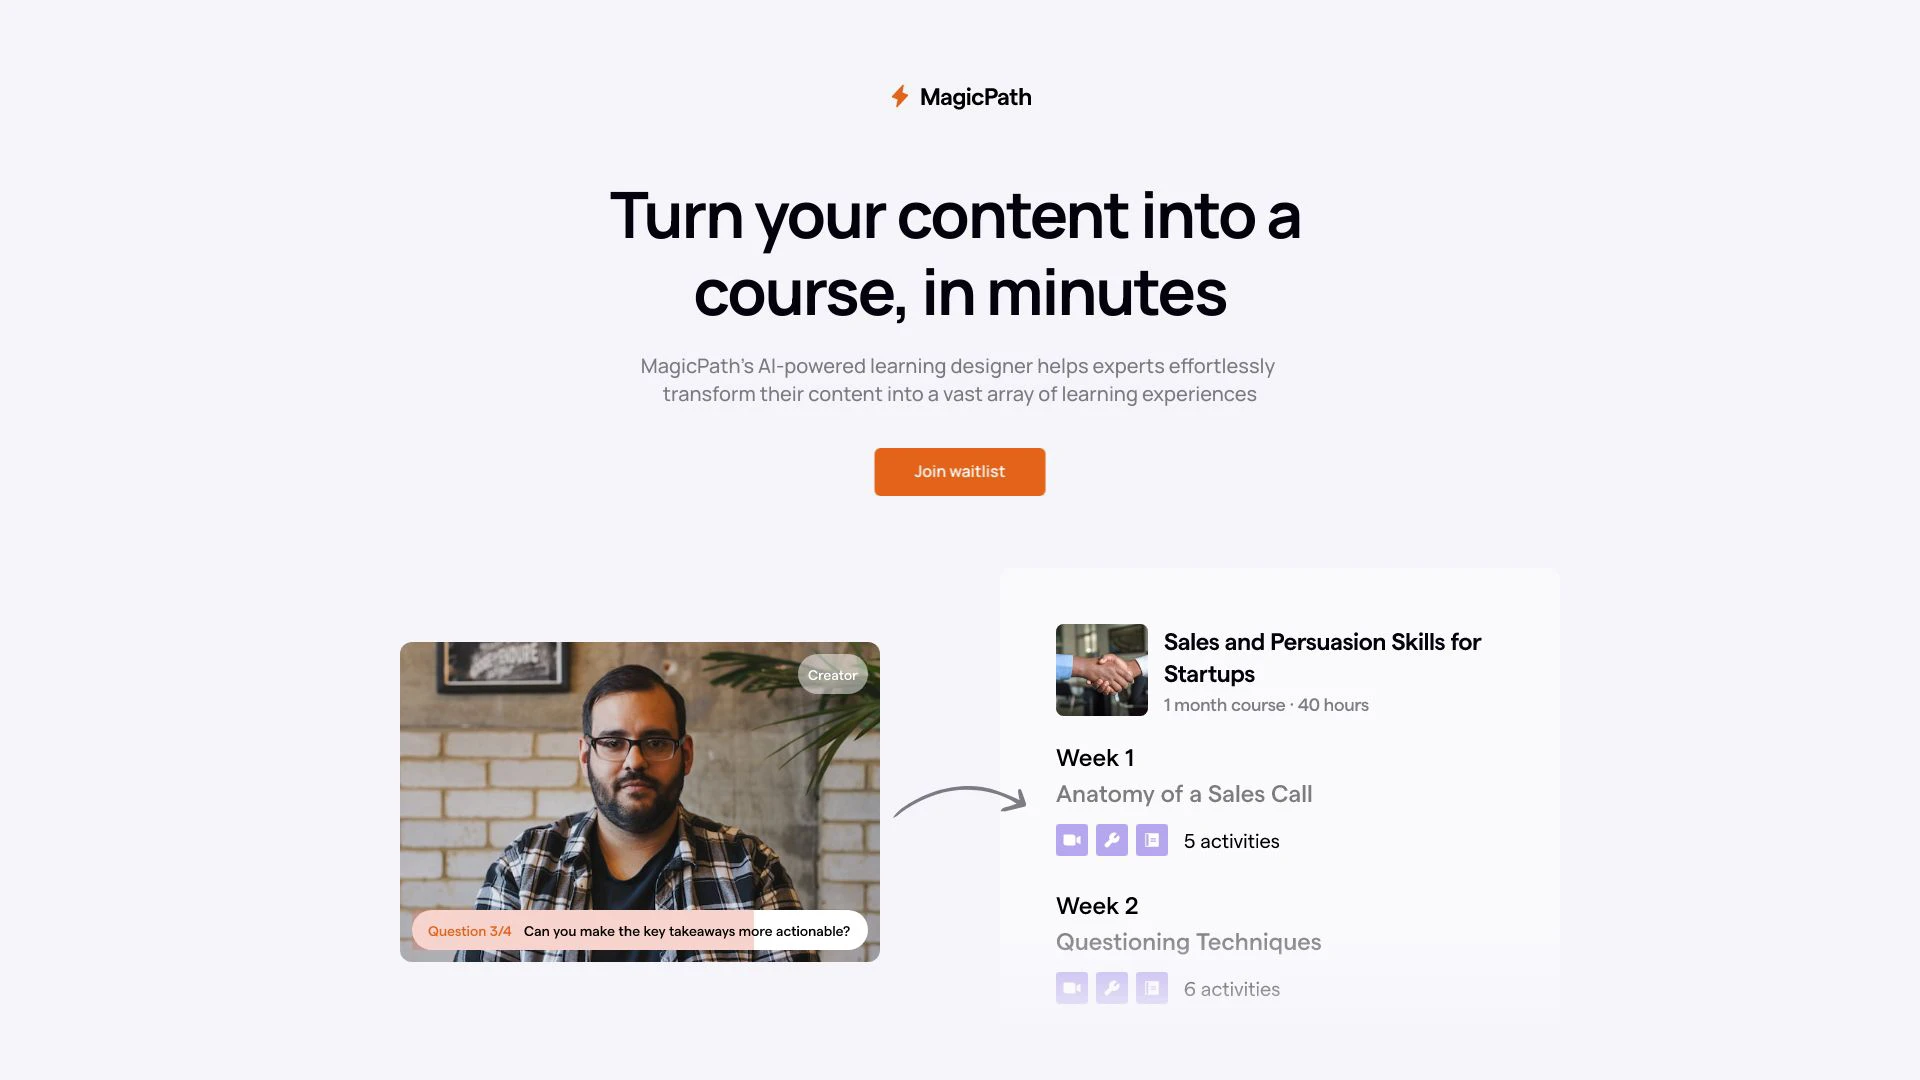 MagicPath
Turn your content into a
course, in minutes
MagicPath's AI-powered learning designer helps experts effortlessly
transform their content into a vast array of learning experiences
Join waitlist
Creator
Question 3/4 Can you make the key takeaways more actionable?
Sales and Persuasion Skills for
Startups
1 month course · 40 hours
Week 1
Anatomy of a Sales Call
5 activities
Week 2
Questioning Techniques
6 activities